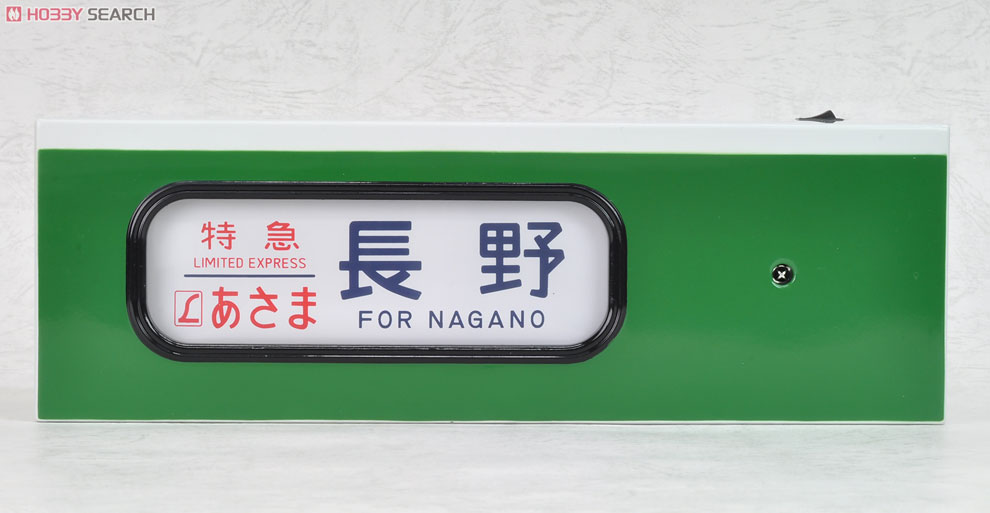 HOBBY SEARCH
特急
LIMITED EXPRESS
L あさま
長野
FOR NAGANO